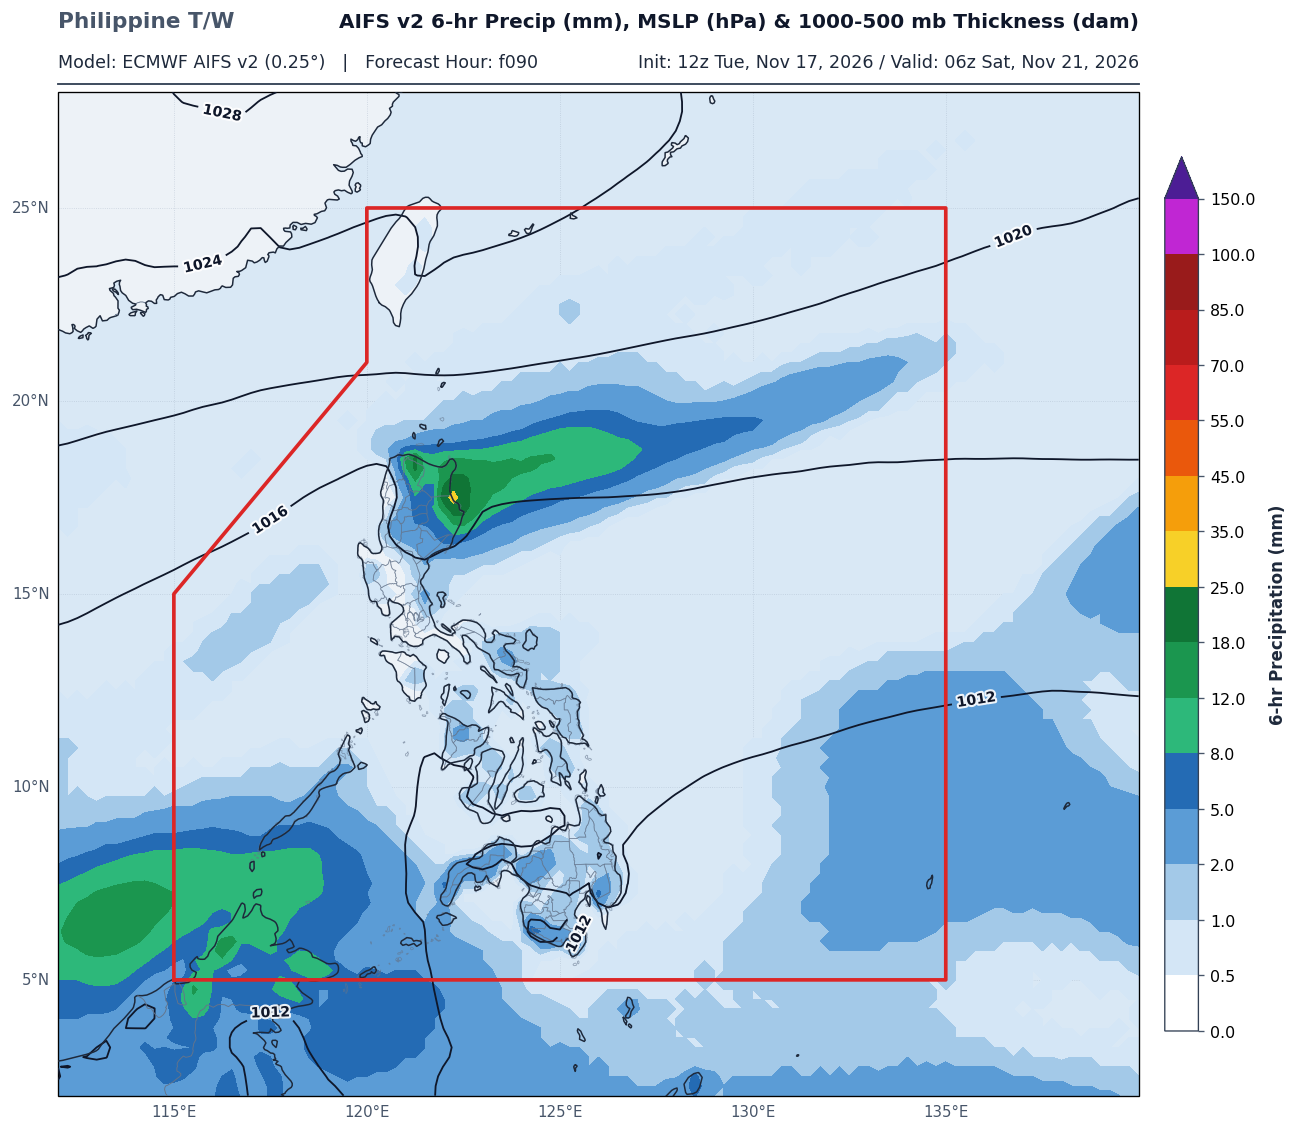 Philippine T/W
AIFS v2 6-hr Precip (mm), MSLP (hPa) & 1000-500 mb Thickness (dam)
Model: ECMWF AIFS v2 (0.25°) | Forecast Hour: f090
Init: 12z Tue, Nov 17, 2026 / Valid: 06z Sat, Nov 21, 2026
1028
1024
1020
1016
1012
1012
1012
25°N
20°N
15°N
10°N
5°N
115°E
120°E
125°E
130°E
135°E
150.0
100.0
85.0
70.0
55.0
45.0
35.0
25.0
18.0
12.0
8.0
5.0
2.0
1.0
0.5
0.0
6-hr Precipitation (mm)